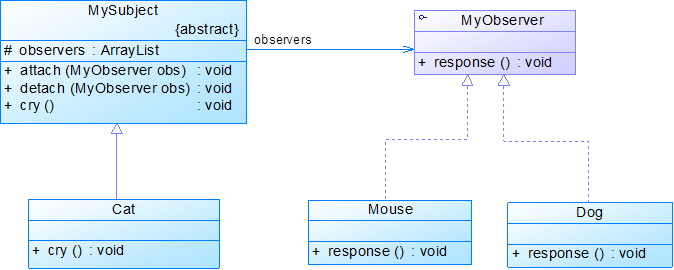 MySubject
{abstract}
# observers : ArrayList
+ attach (MyObserver obs) : void
+ detach (MyObserver obs) : void
+ cry () : void
observers
MyObserver
+ response () : void
Cat
+ cry () : void
Mouse
+ response () : void
Dog
+ response () : void